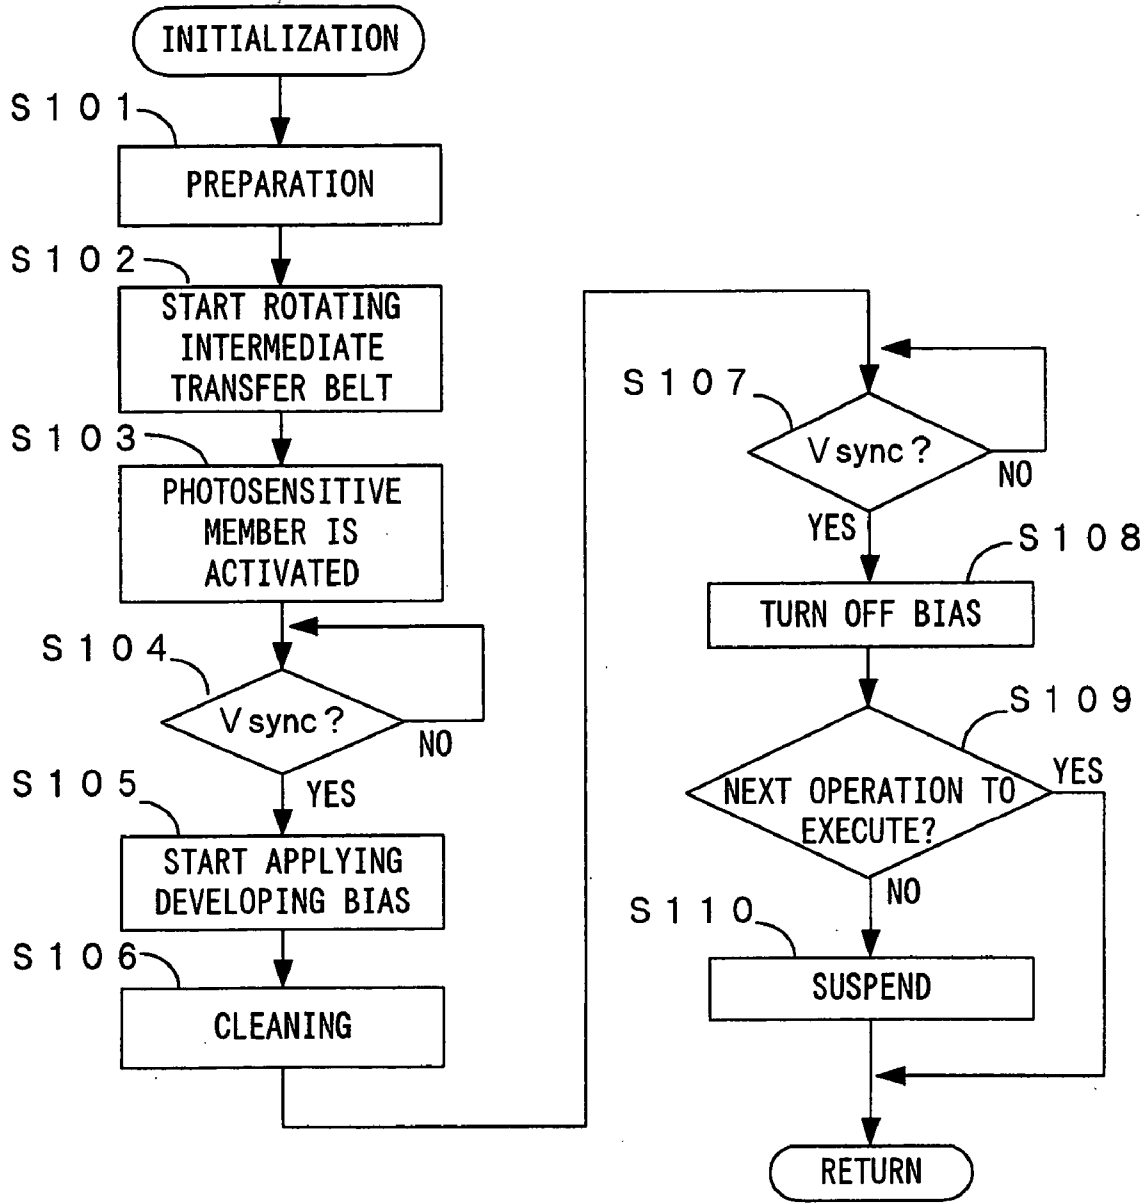 INITIALIZATION
S101
PREPARATION
S102
START ROTATING
INTERMEDIATE
TRANSFER BELT
S103
PHOTOSENSITIVE
MEMBER IS
ACTIVATED
S104
Vsync?
NO
YES
S105
START APPLYING
DEVELOPING BIAS
S106
CLEANING
S107
Vsync?
NO
YES
S108
TURN OFF BIAS
S109
NEXT OPERATION TO
EXECUTE?
YES
NO
S110
SUSPEND
RETURN